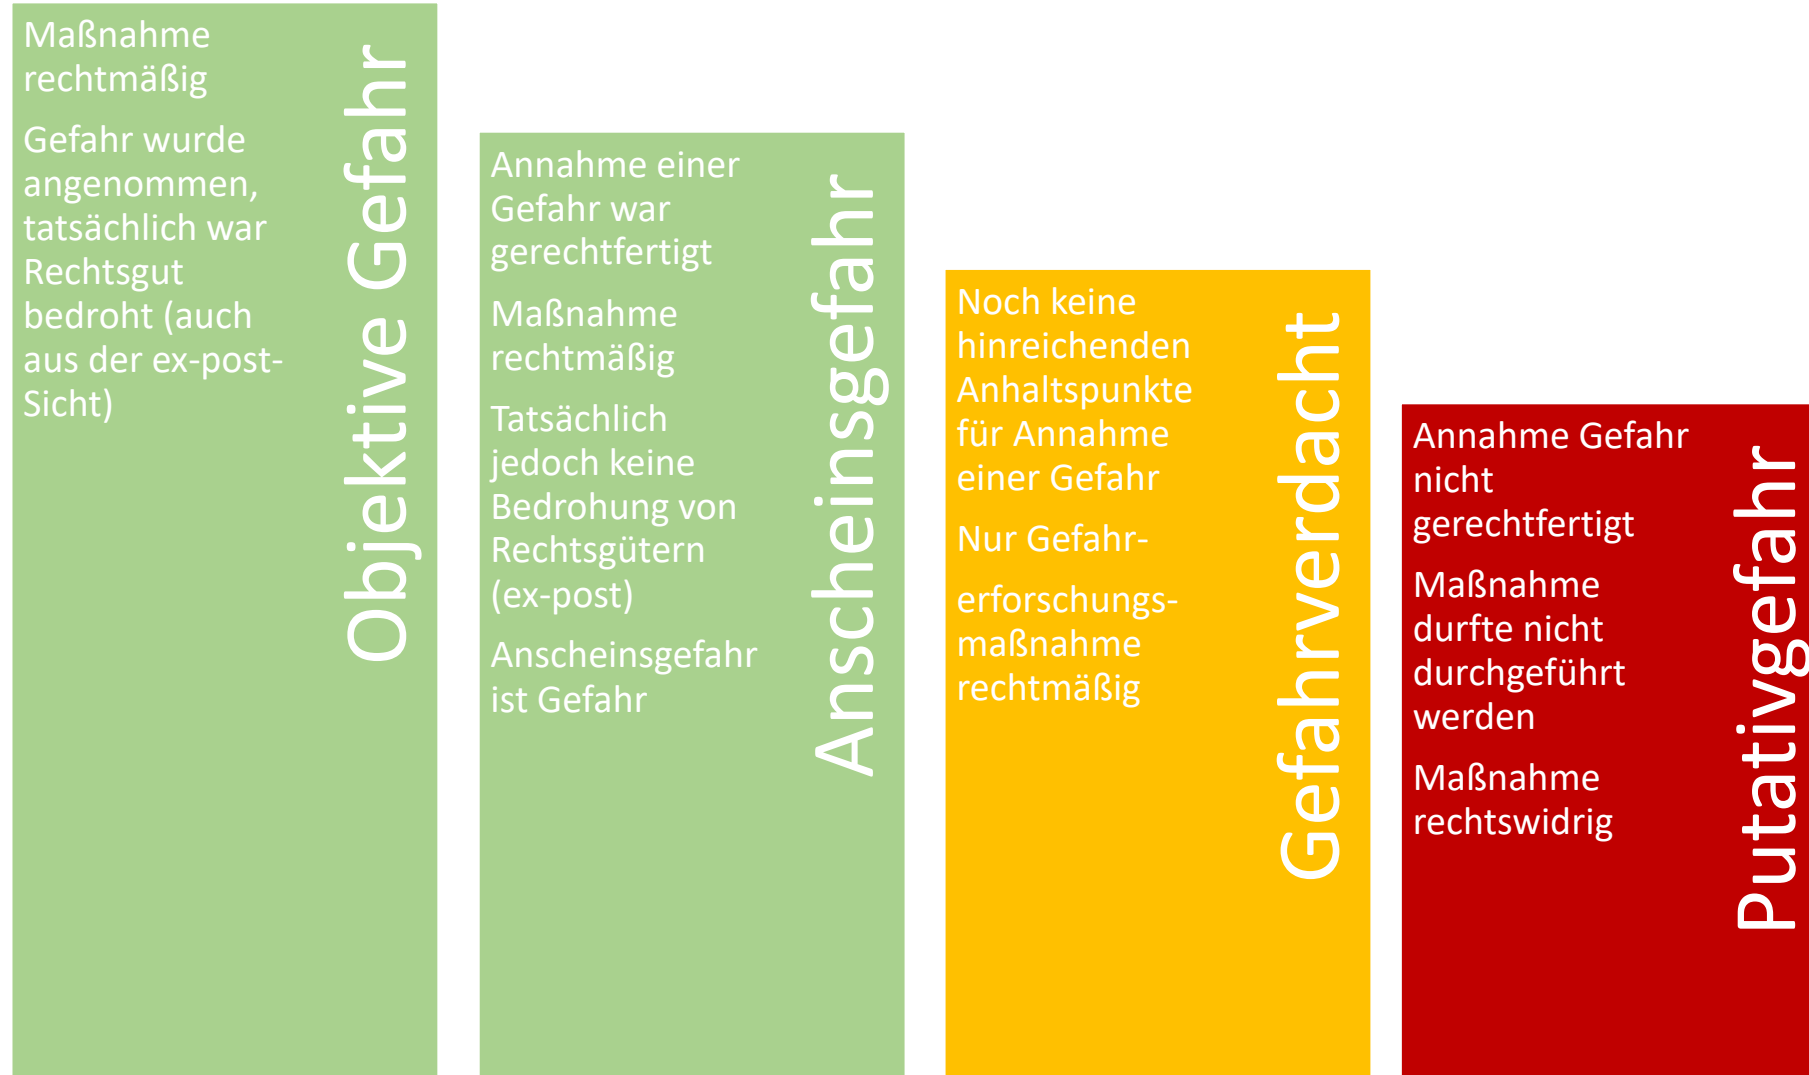 Maßnahme
rechtmäßig
Gefahr wurde
angenommen,
tatsächlich war
Rechtsgut
bedroht (auch
aus der ex-post-
Sicht)
Objektive Gefahr
Annahme einer
Gefahr war
gerechtfertigt
Maßnahme
rechtmäßig
Tatsächlich
jedoch keine
Bedrohung von
Rechtsgütern
(ex-post)
Anscheinsgefahr
ist Gefahr
Anscheinsgefahr
Noch keine
hinreichenden
Anhaltspunkte
für Annahme
einer Gefahr
Nur Gefahr-
erforschungs-
maßnahme
rechtmäßig
Gefahrverdacht
Annahme Gefahr
nicht
gerechtfertigt
Maßnahme
durfte nicht
durchgeführt
werden
Maßnahme
rechtswidrig
Putativgefahr